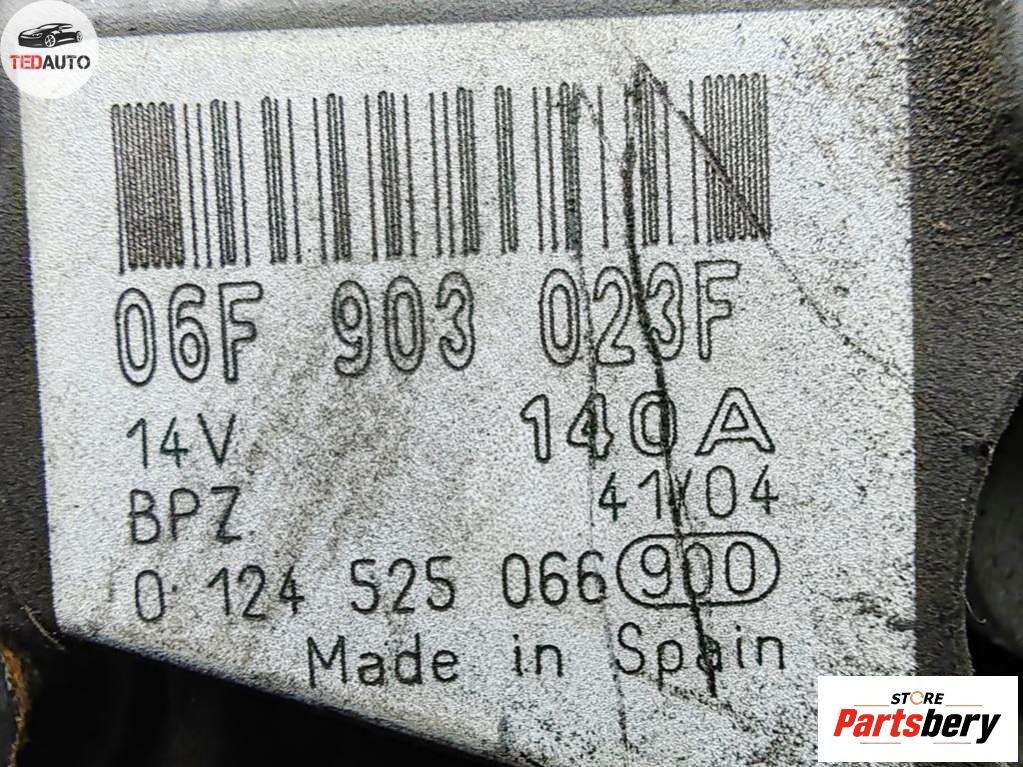 TEDAUTO
06F 903 023F
14V 140A
BPZ 41/04
0 124 525 066 900
Made in Spain
STORE
Partsbery